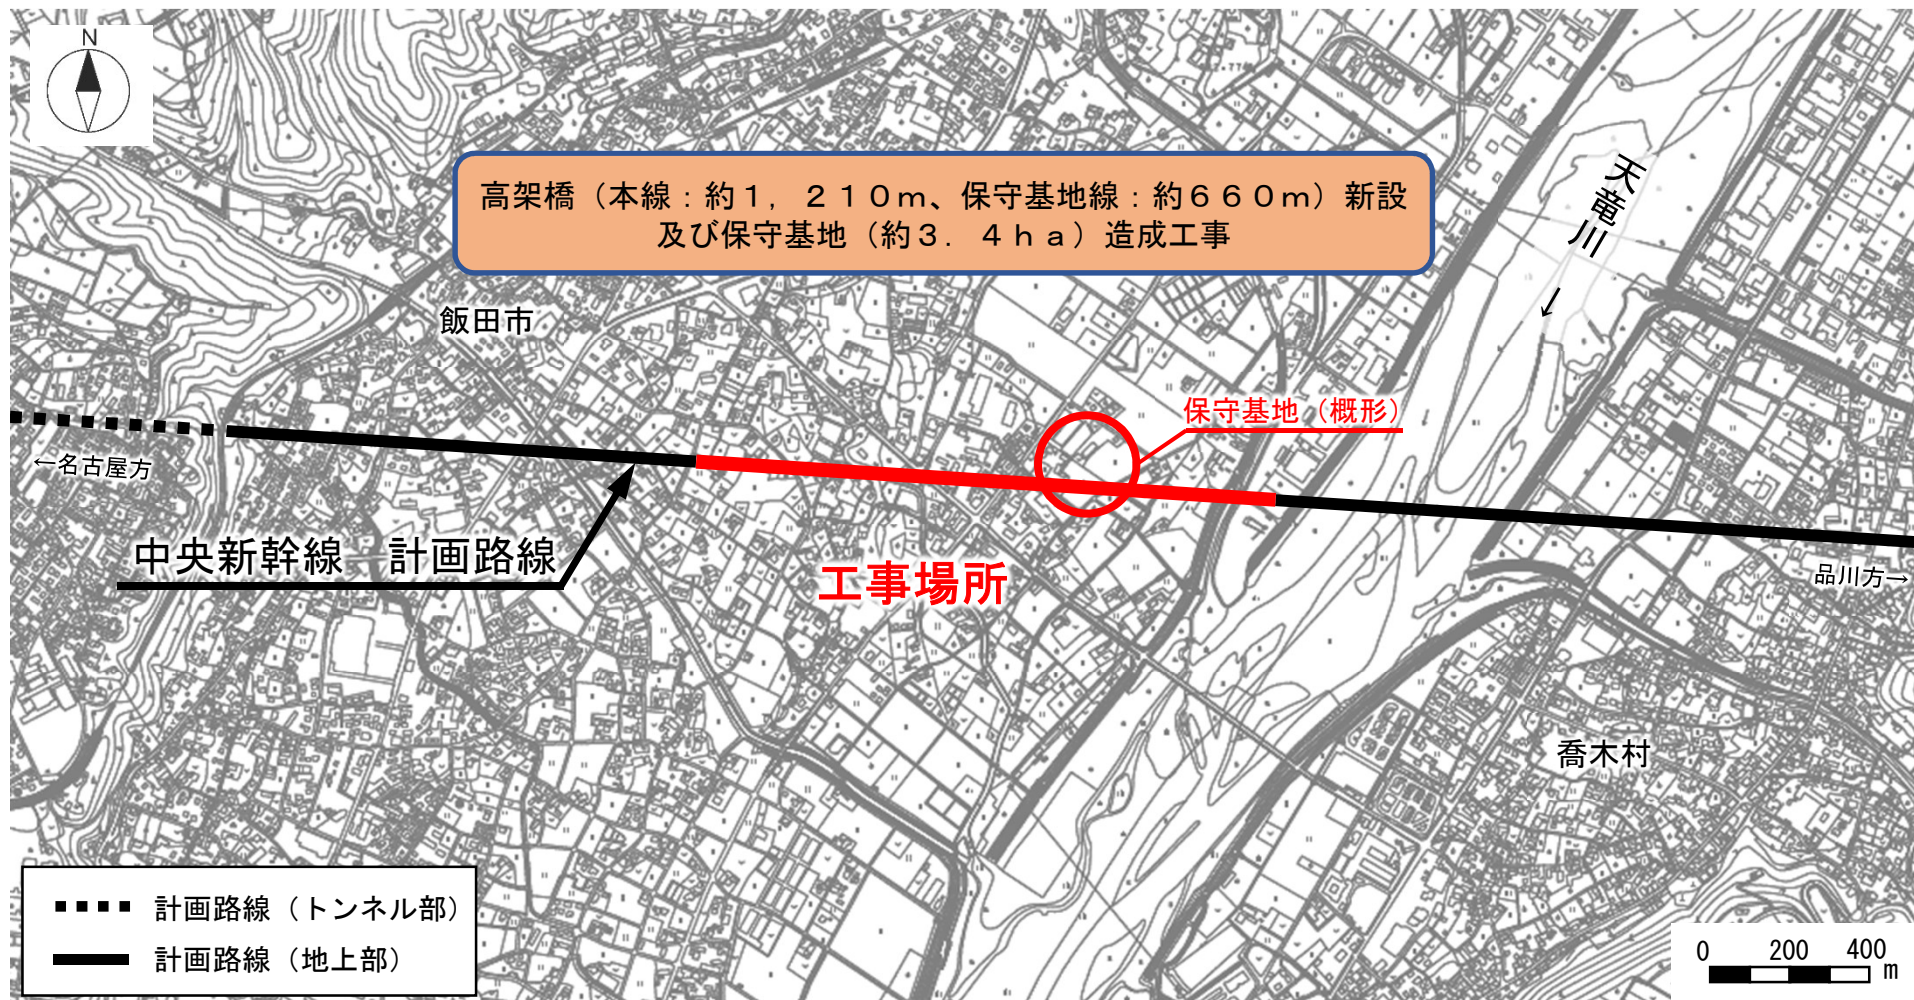 N
高架橋（本線：約１，２１０ｍ、保守基地線：約６６０ｍ）新設
及び保守基地（約３．４ｈａ）造成工事
天竜川
↓
飯田市
保守基地（概形）
←名古屋方
中央新幹線　計画路線
工事場所
品川方→
喬木村
計画路線（トンネル部）
計画路線（地上部）
0 200 400
m